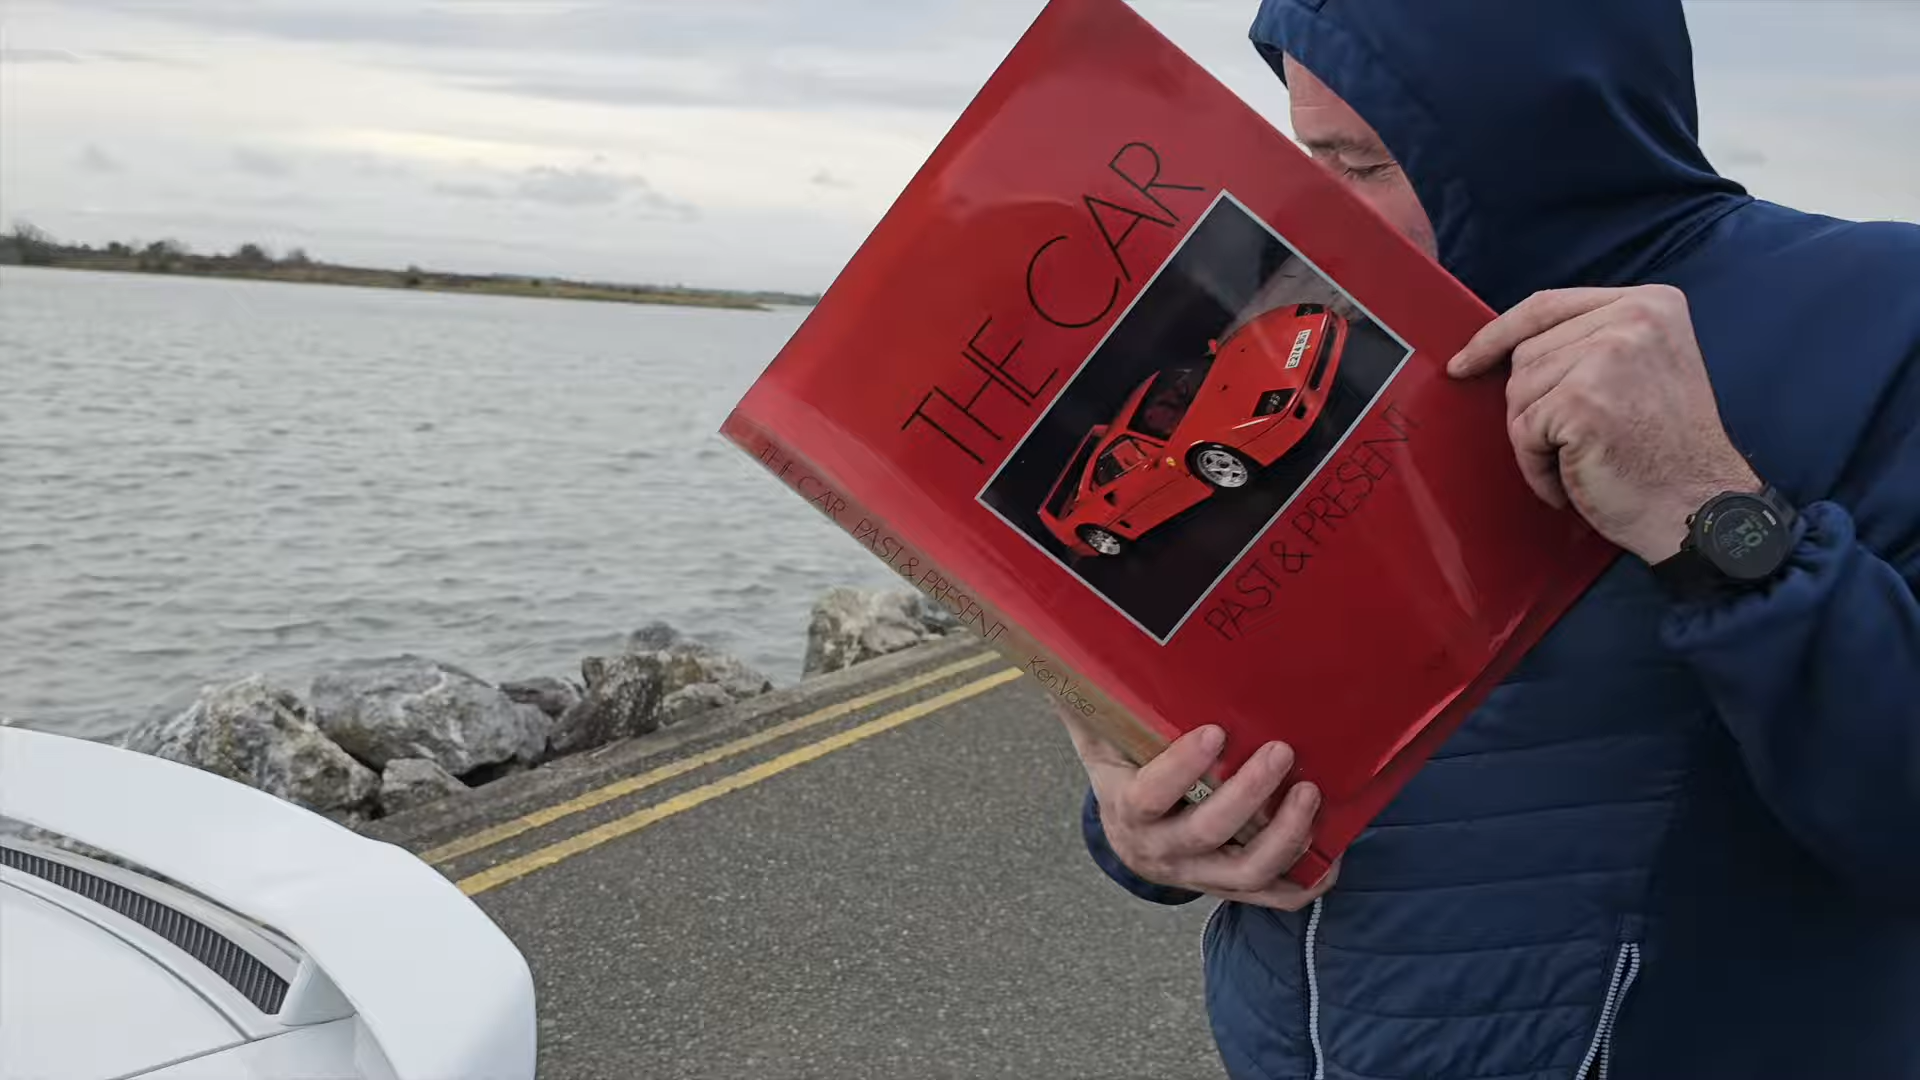 THE CAR
PAST & PRESENT
THE CAR PAST & PRESENT Ken Vose